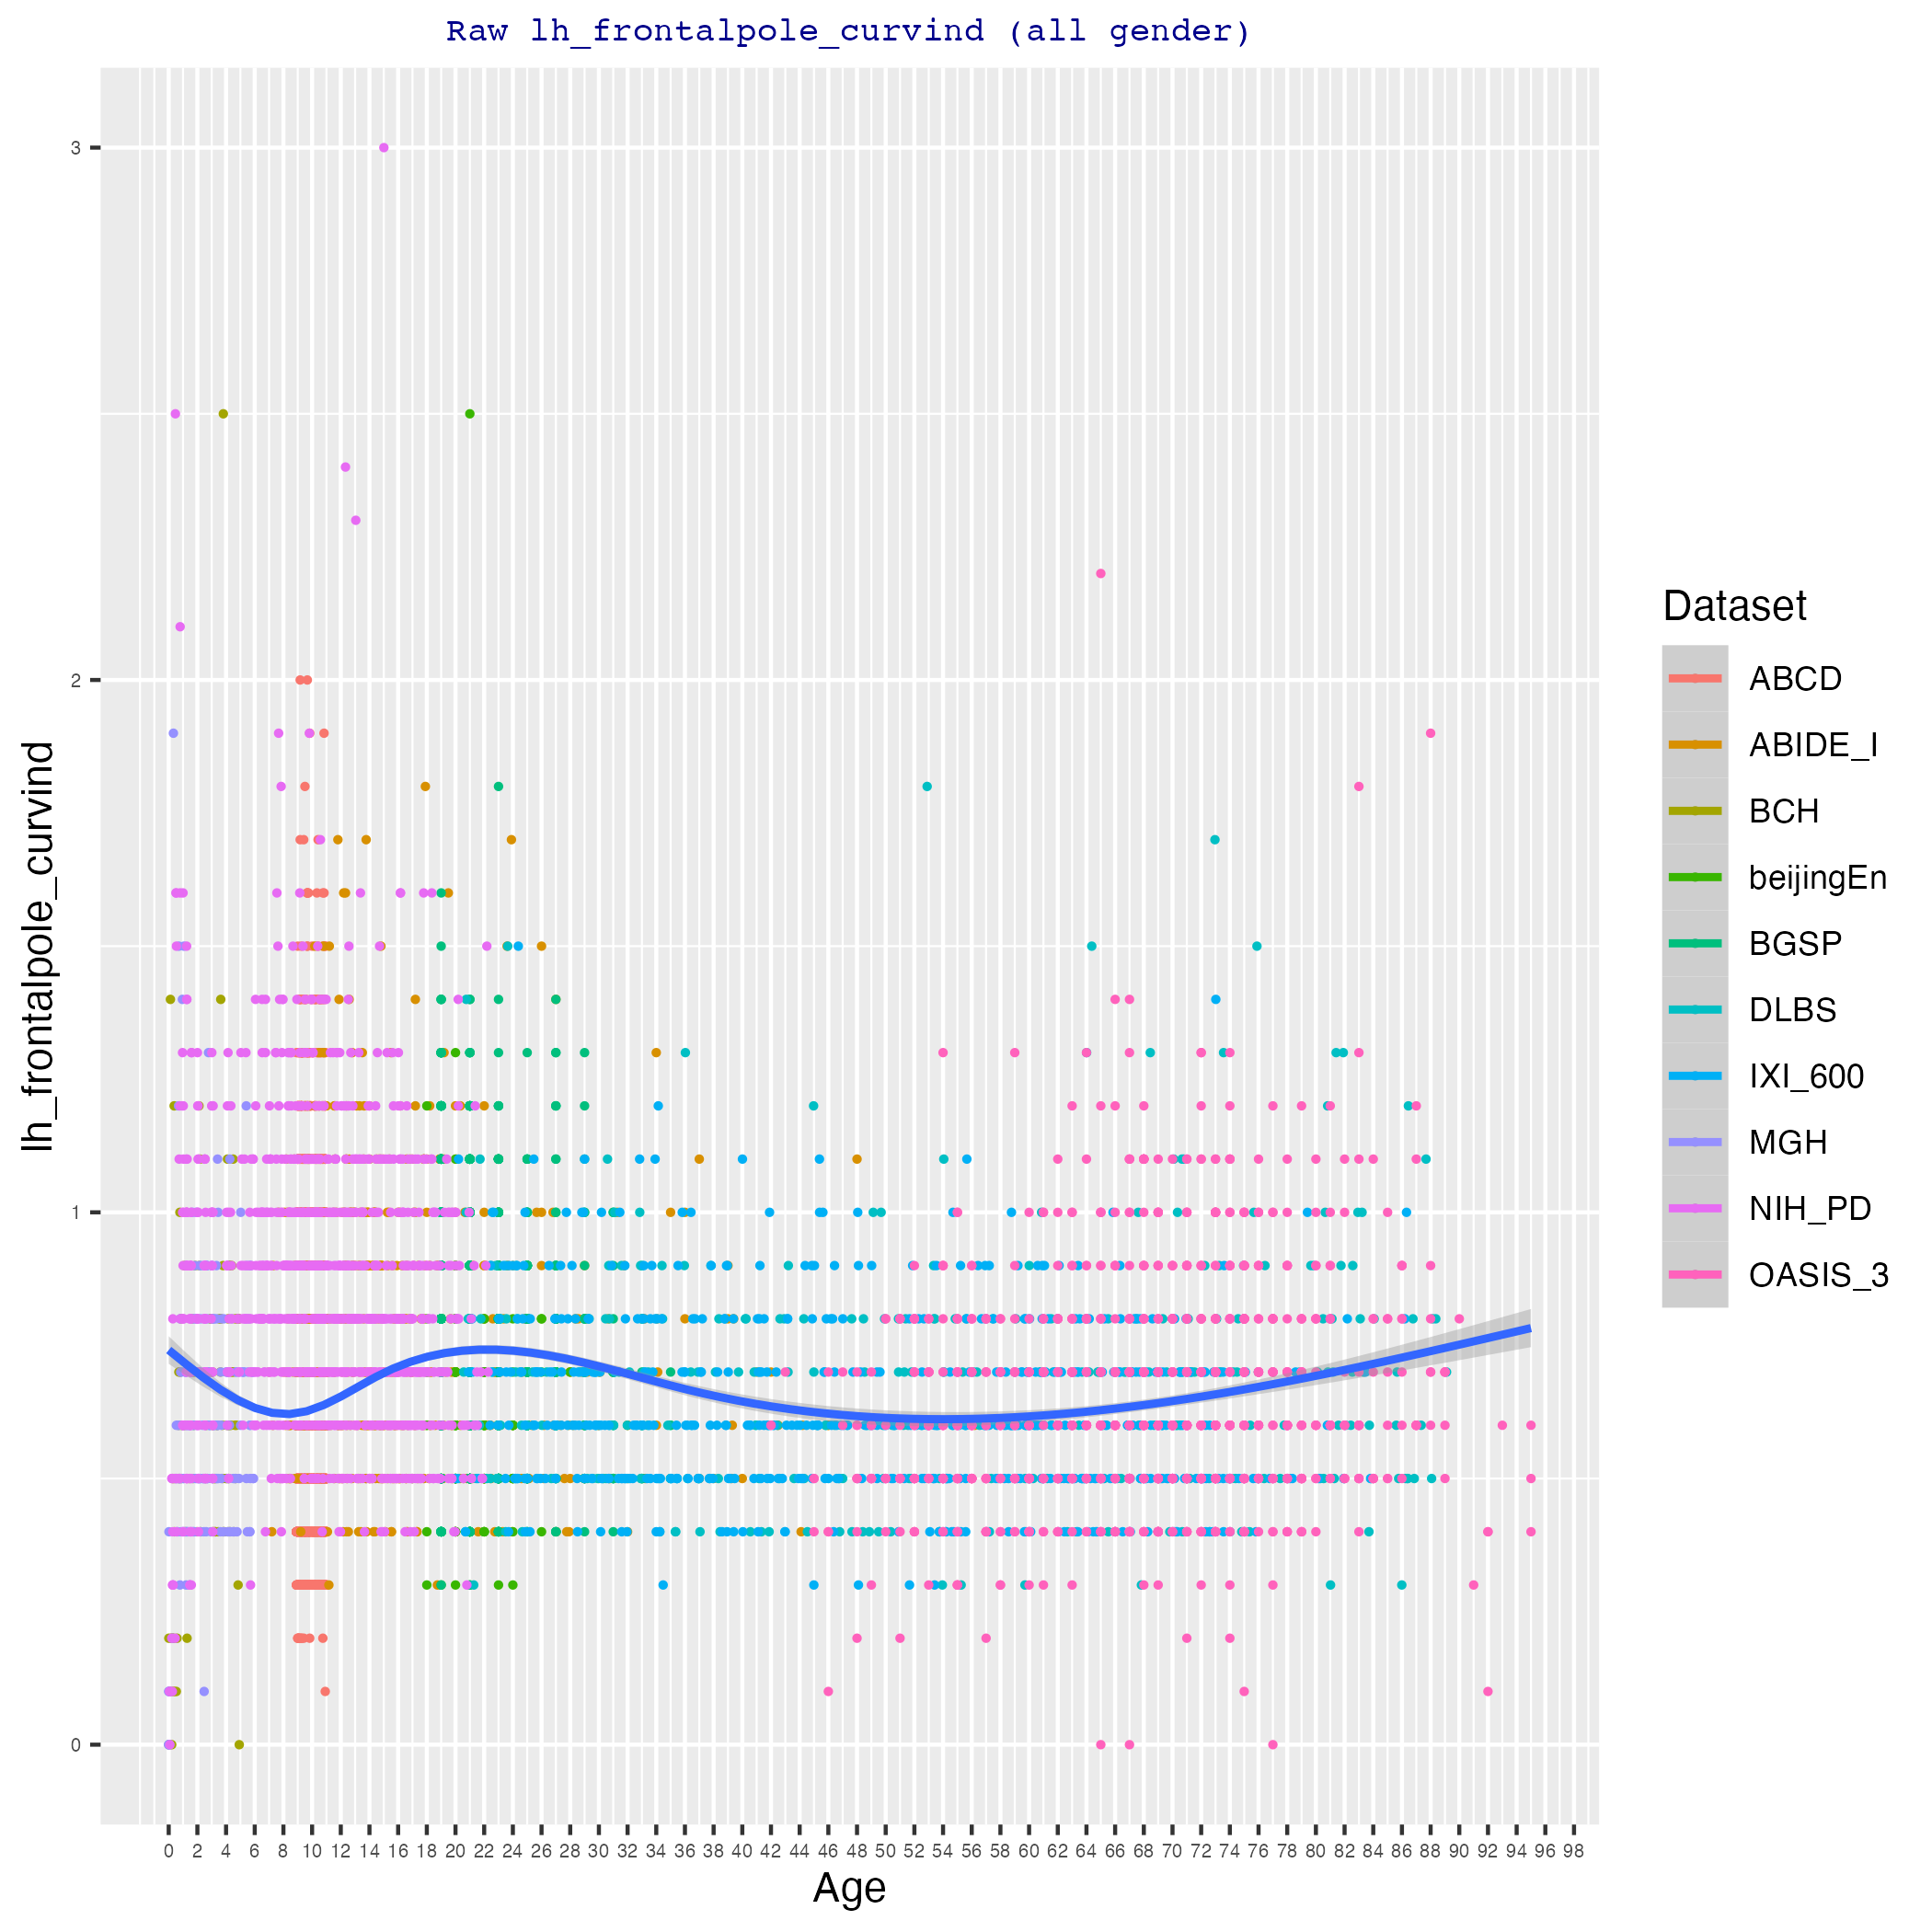 Raw lh_frontalpole_curvind (all gender)
lh_frontalpole_curvind
3
2
1
0
0 2 4 6 8 10 12 14 16 18 20 22 24 26 28 30 32 34 36 38 40 42 44 46 48 50 52 54 56 58 60 62 64 66 68 70 72 74 76 78 80 82 84 86 88 90 92 94 96 98
Age
Dataset
ABCD
ABIDE_I
BCH
beijingEn
BGSP
DLBS
IXI_600
MGH
NIH_PD
OASIS_3